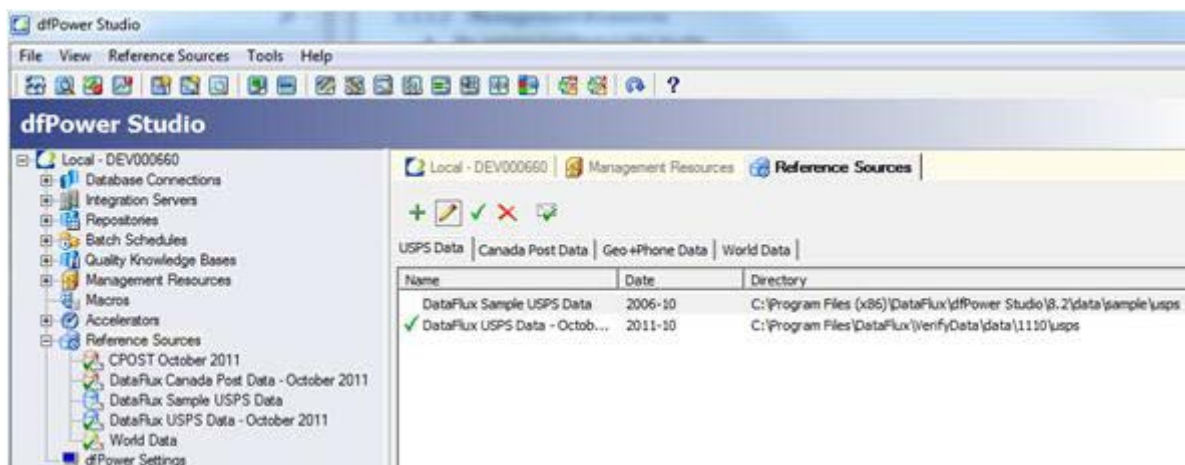 dfPower Studio
File View Reference Sources Tools Help
dfPower Studio
Local - DEV000660
Database Connections
Integration Servers
Repositories
Batch Schedules
Quality Knowledge Bases
Management Resources
Macros
Accelerators
Reference Sources
CPOST October 2011
DataFlux Canada Post Data - October 2011
DataFlux Sample USPS Data
DataFlux USPS Data - October 2011
World Data
dfPower Settings
Local - DEV000660 Management Resources Reference Sources
USPS Data Canada Post Data Geo+Phone Data World Data
Name Date Directory
DataFlux Sample USPS Data 2006-10 C:\Program Files (x86)\DataFlux\dfPower Studio\8.2\data\sample\usps
DataFlux USPS Data - Octob... 2011-10 C:\Program Files\DataFlux\VerifyData\data\1110\usps